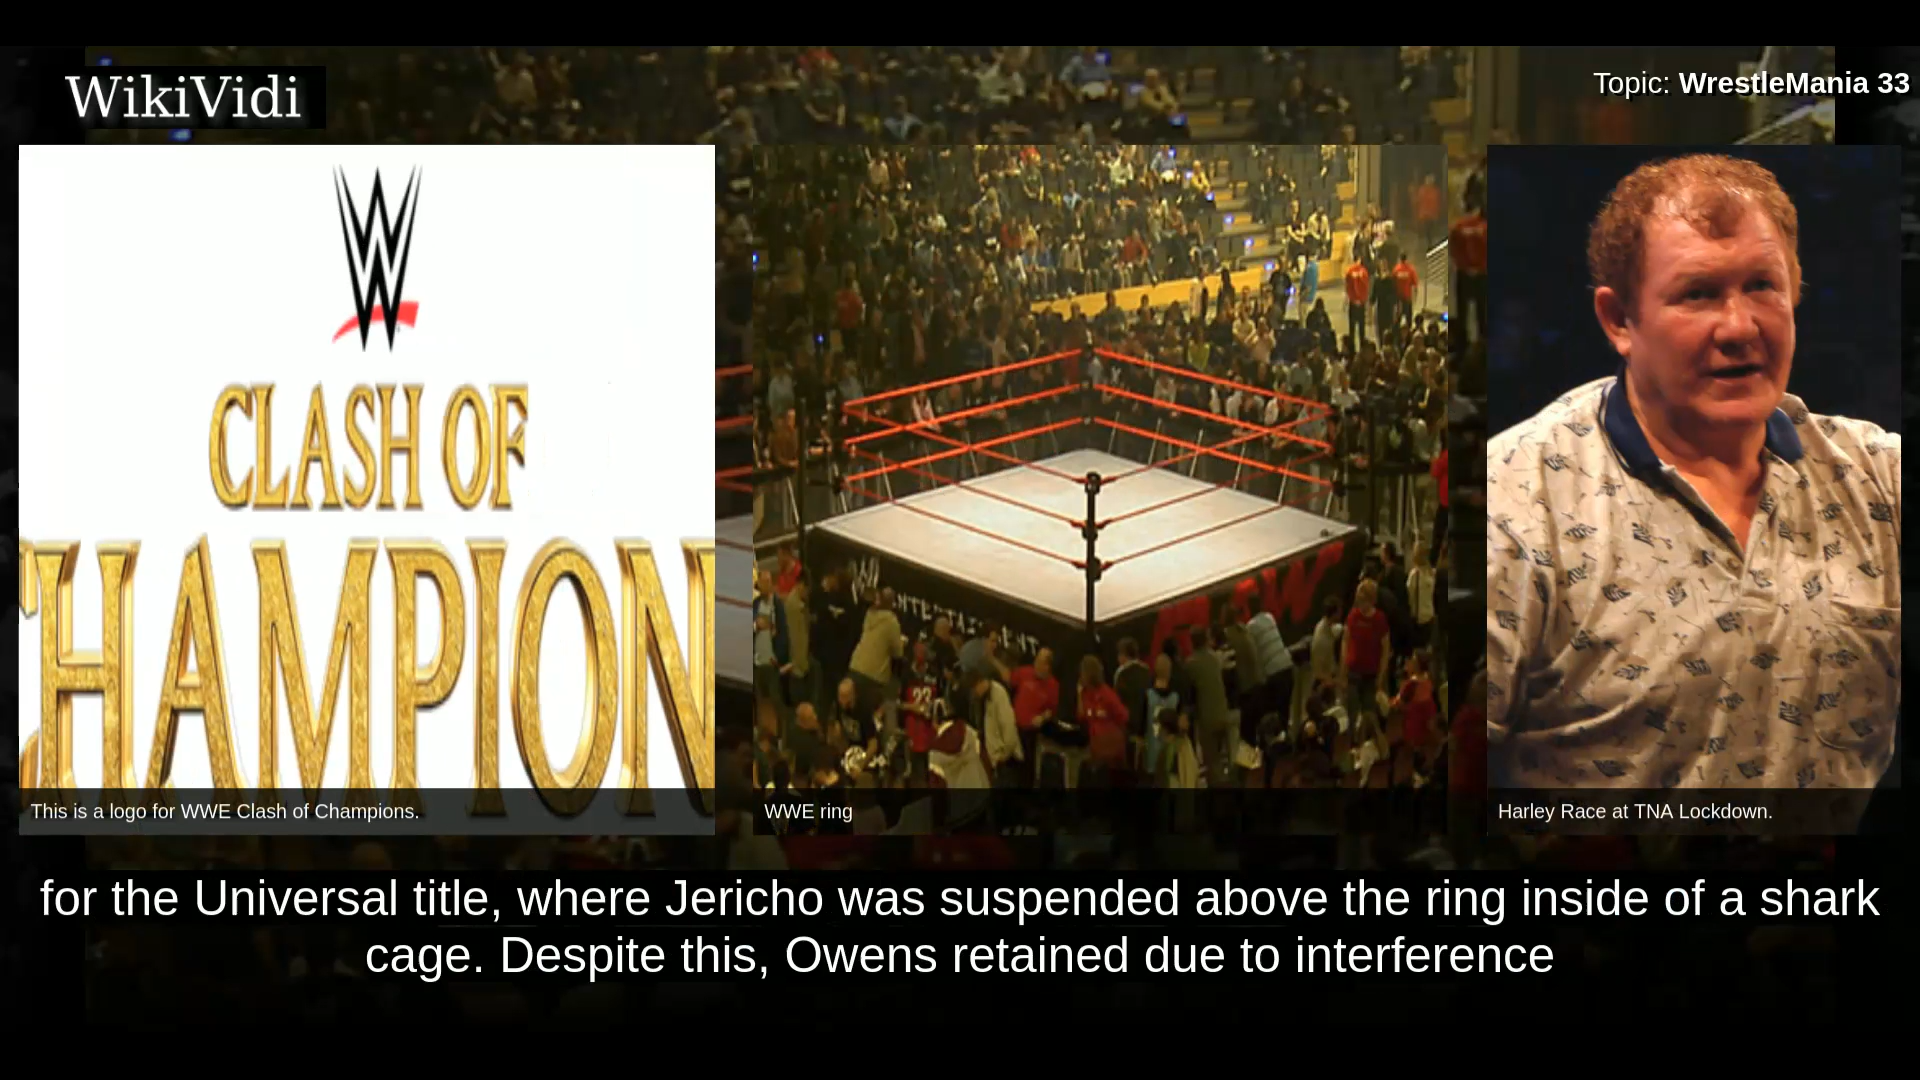 WikiVidi
Topic: WrestleMania 33
W
CLASH OF
CHAMPION
This is a logo for WWE Clash of Champions.
WWE ring
Harley Race at TNA Lockdown.
for the Universal title, where Jericho was suspended above the ring inside of a shark
cage. Despite this, Owens retained due to interference